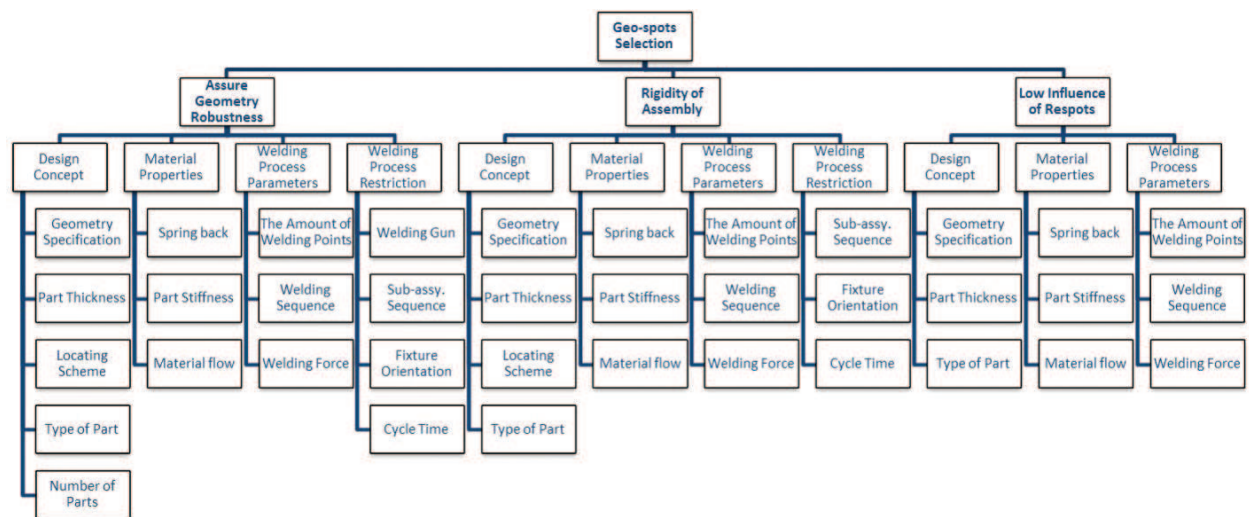 Geo-spots
Selection
Assure
Geometry
Robustness
Rigidity of
Assembly
Low Influence
of Respots
Design
Concept
Material
Properties
Welding
Process
Parameters
Welding
Process
Restriction
Design
Concept
Material
Properties
Welding
Process
Parameters
Welding
Process
Restriction
Design
Concept
Material
Properties
Welding
Process
Parameters
Geometry
Specification
Spring back
The Amount of
Welding Points
Welding Gun
Geometry
Specification
Spring back
The Amount of
Welding Points
Sub-assy.
Sequence
Geometry
Specification
Spring back
The Amount of
Welding Points
Part Thickness
Part Stiffness
Welding
Sequence
Sub-assy.
Sequence
Part Thickness
Part Stiffness
Welding
Sequence
Fixture
Orientation
Part Thickness
Part Stiffness
Welding
Sequence
Locating
Scheme
Material flow
Welding Force
Fixture
Orientation
Locating
Scheme
Material flow
Welding Force
Cycle Time
Type of Part
Material flow
Welding Force
Type of Part
Cycle Time
Type of Part
Number of
Parts